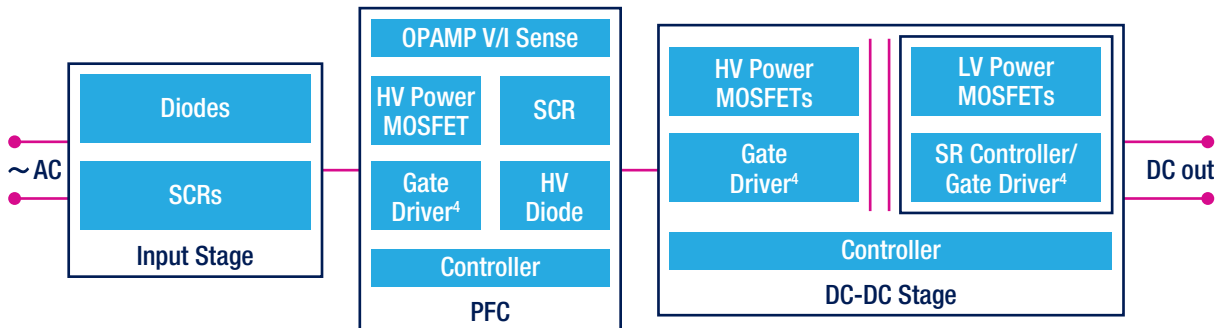 ~ AC
Diodes
SCRs
Input Stage
OPAMP V/I Sense
HV Power
MOSFET
SCR
Gate
Driver4
HV
Diode
Controller
PFC
HV Power
MOSFETs
Gate
Driver4
LV Power
MOSFETs
SR Controller/
Gate Driver4
Controller
DC-DC Stage
DC out